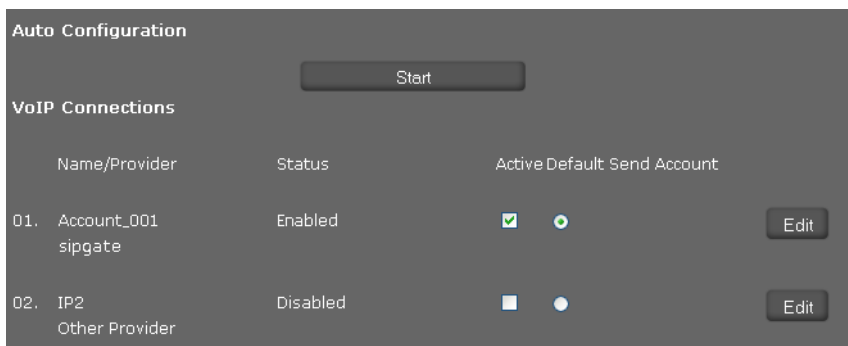 Auto Configuration
Start
VoIP Connections
Name/Provider Status Active Default Send Account
01. Account_001 Enabled Edit
sipgate
02. IP2 Disabled Edit
Other Provider